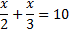 x/2 + x/3 = 10